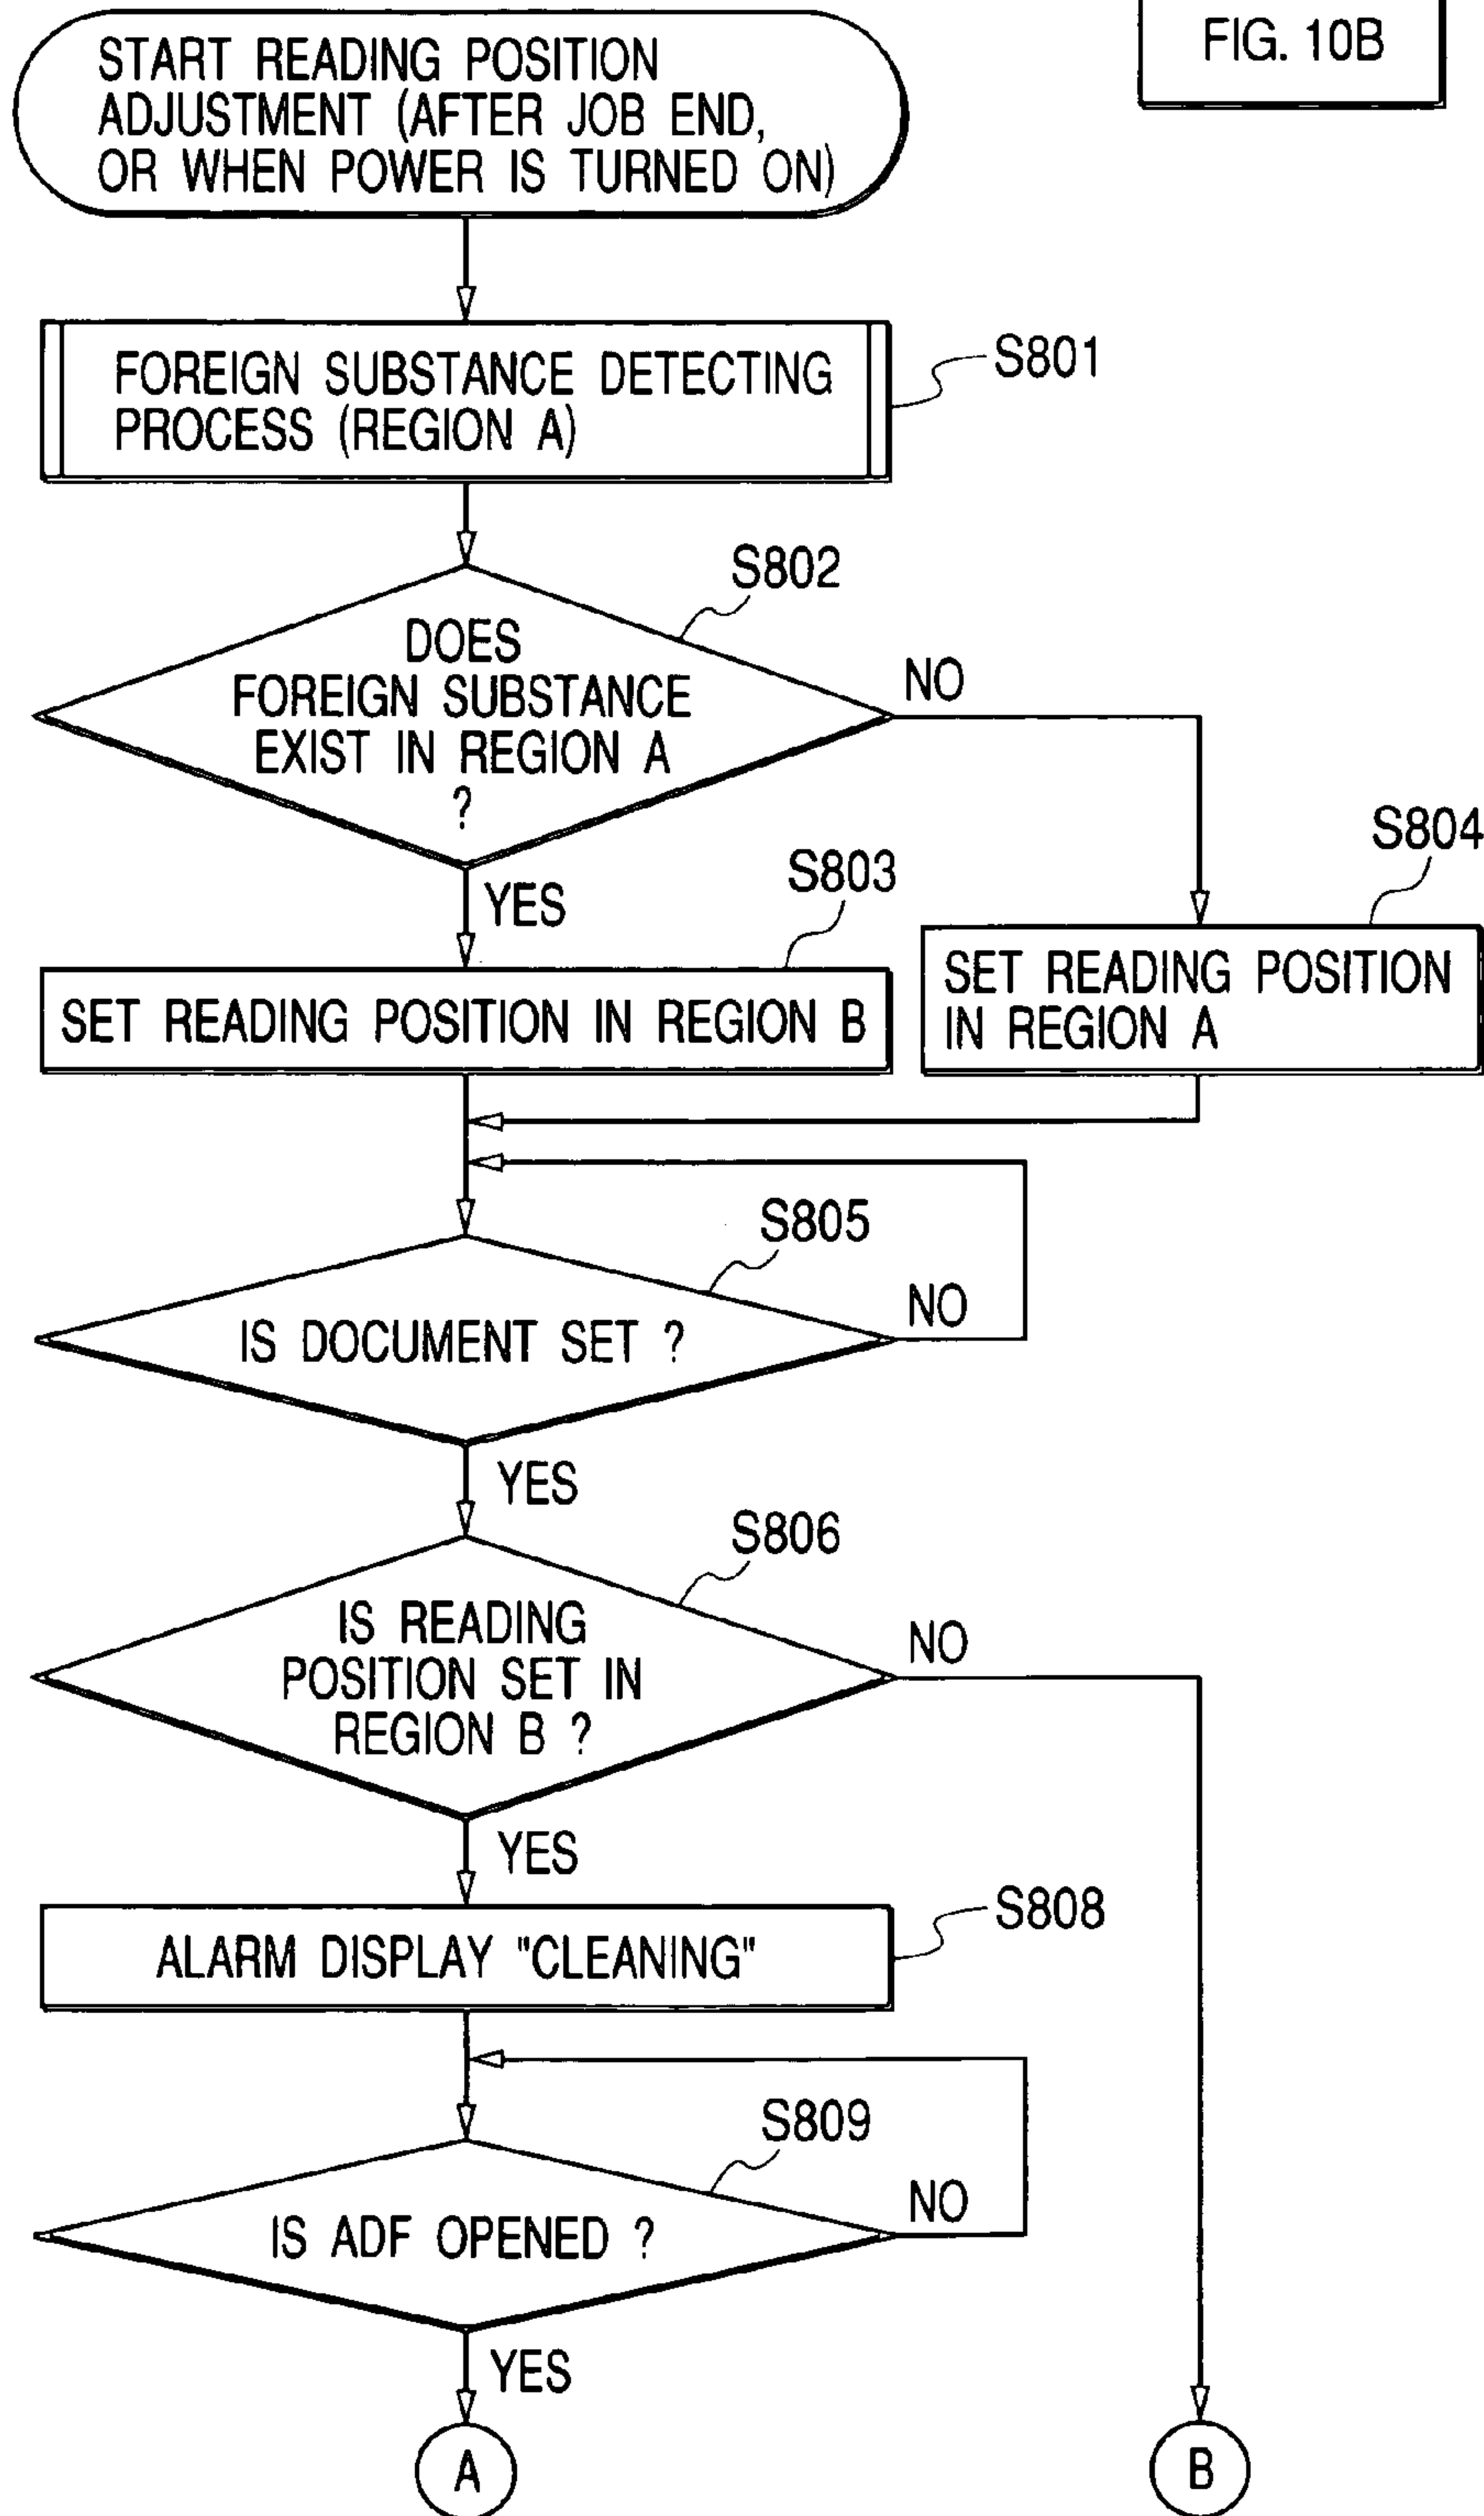 FIG. 10B
START READING POSITION
ADJUSTMENT (AFTER JOB END,
OR WHEN POWER IS TURNED ON)
FOREIGN SUBSTANCE DETECTING
PROCESS (REGION A)
S801
S802
DOES
FOREIGN SUBSTANCE
EXIST IN REGION A
?
NO
YES
S803
S804
SET READING POSITION IN REGION B
SET READING POSITION
IN REGION A
S805
IS DOCUMENT SET ?
NO
YES
S806
IS READING
POSITION SET IN
REGION B ?
NO
YES
S808
ALARM DISPLAY "CLEANING"
S809
IS ADF OPENED ?
NO
YES
A
B